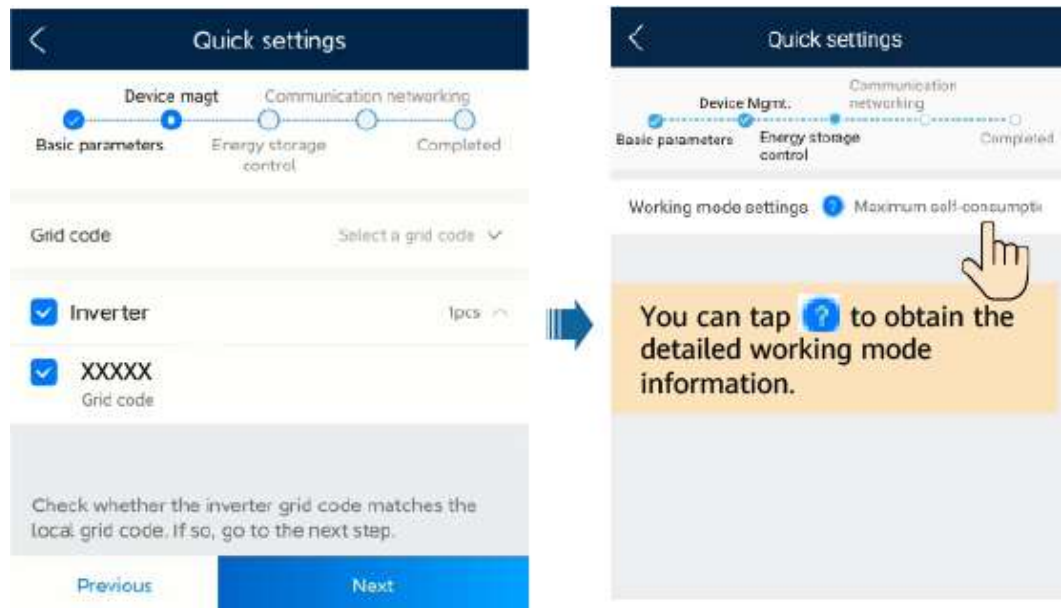 Quick settings
Device magt Communication networking
Basic parameters Energy storage control Completed
Grid code Select a grid code
Inverter 1pcs
XXXXX
Grid code
Check whether the inverter grid code matches the
local grid code. If so, go to the next step.
Previous Next
Quick settings
Communication
Device Mgmt. networking
Basic parameters Energy storage Completed
control
Working mode settings ? Maximum self-consumpti
You can tap ? to obtain the
detailed working mode
information.